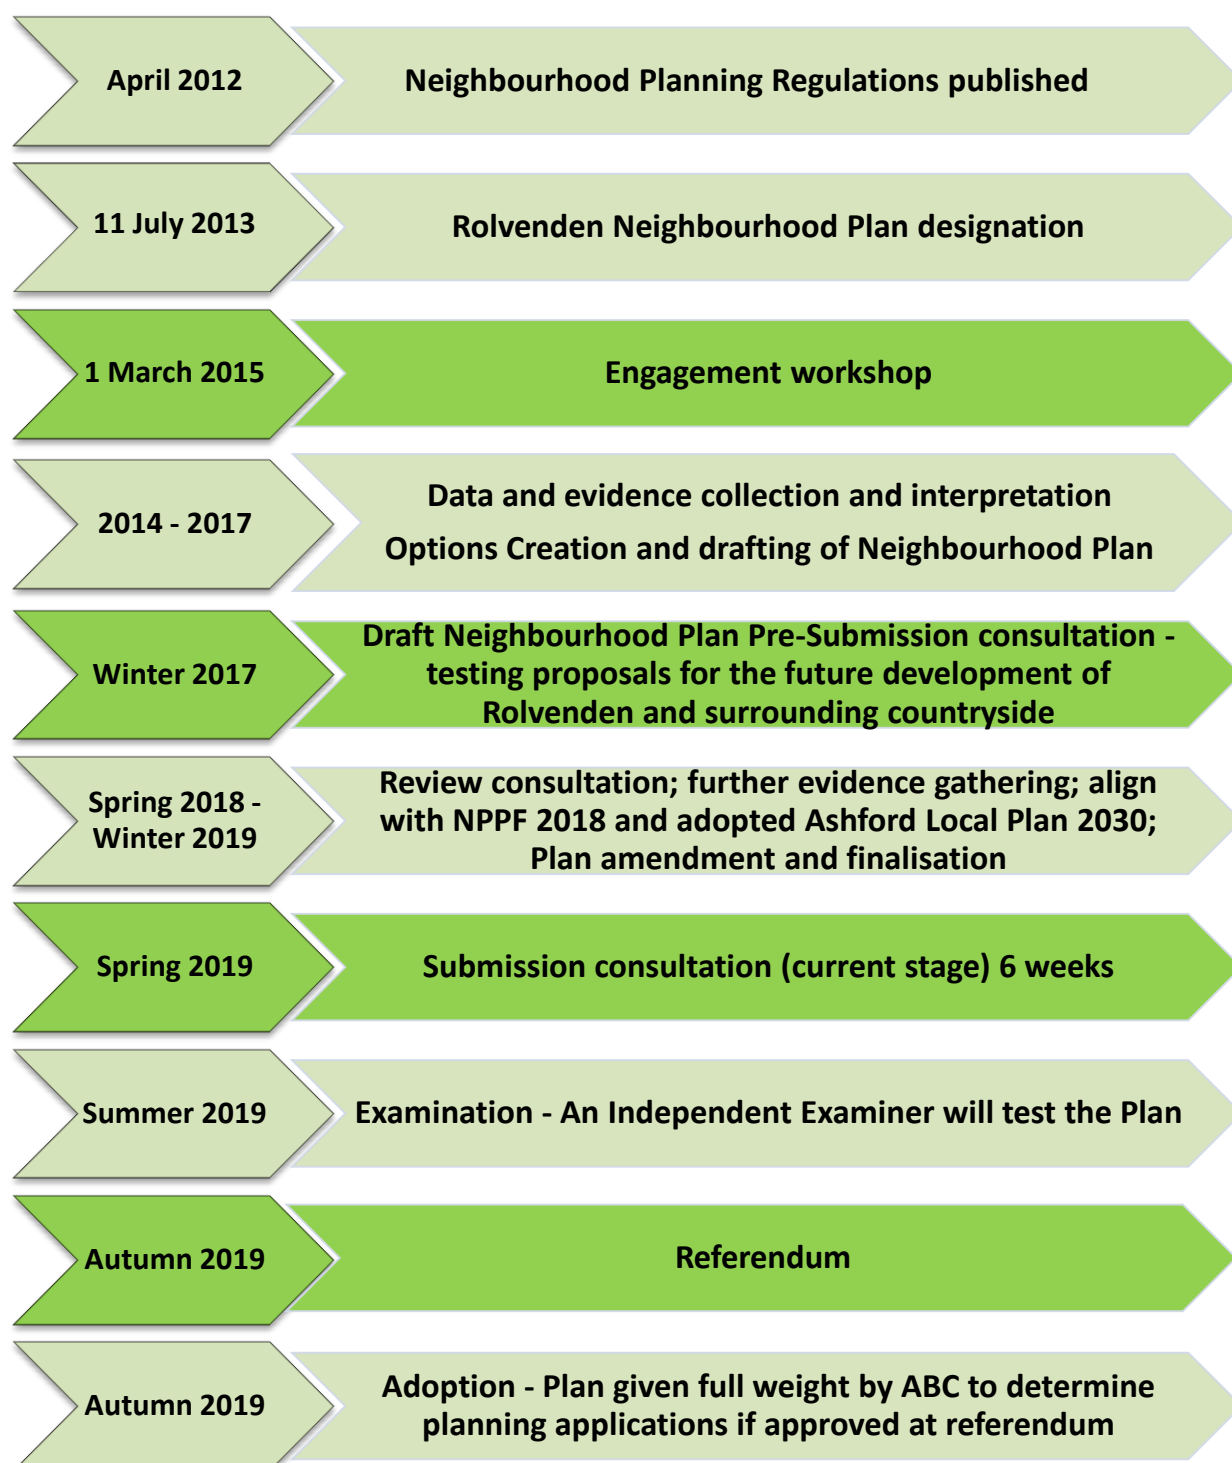 April 2012
Neighbourhood Planning Regulations published
11 July 2013
Rolvenden Neighbourhood Plan designation
1 March 2015
Engagement workshop
2014 - 2017
Data and evidence collection and interpretation
Options Creation and drafting of Neighbourhood Plan
Winter 2017
Draft Neighbourhood Plan Pre-Submission consultation -
testing proposals for the future development of
Rolvenden and surrounding countryside
Spring 2018 -
Winter 2019
Review consultation; further evidence gathering; align
with NPPF 2018 and adopted Ashford Local Plan 2030;
Plan amendment and finalisation
Spring 2019
Submission consultation (current stage) 6 weeks
Summer 2019
Examination - An Independent Examiner will test the Plan
Autumn 2019
Referendum
Autumn 2019
Adoption - Plan given full weight by ABC to determine
planning applications if approved at referendum